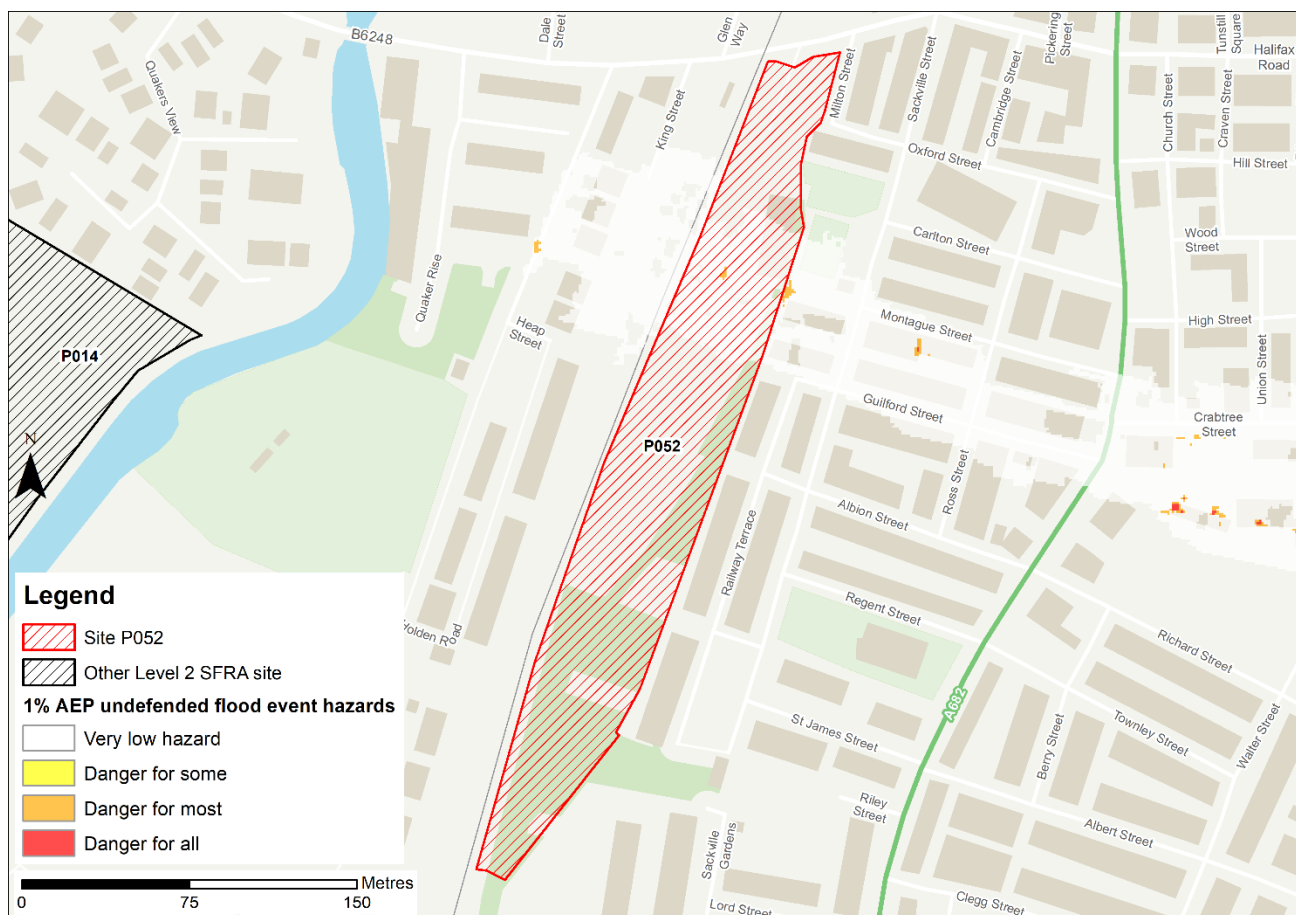 B6248
Dale
Street
Glen
Way
Pickering
Street
Tunstill
Square
Halifax
Road
Quakers View
King Street
Milton Street
Sackville Street
Cambridge Street
Church Street
Craven Street
Hill Street
Oxford Street
Carlton Street
Wood
Street
Quaker Rise
Heap
Street
Montague Street
High Street
Union Street
P014
N
Guilford Street
Crabtree
Street
P052
Ross Street
Albion Street
Railway Terrace
Regent Street
Richard Street
Holden Road
A682
St James Street
Townley Street
Berry Street
Walter Street
Riley
Street
Albert Street
Sackville
Gardens
Clegg Street
Lord Street
Legend
Site P052
Other Level 2 SFRA site
1% AEP undefended flood event hazards
Very low hazard
Danger for some
Danger for most
Danger for all
Metres
0 75 150